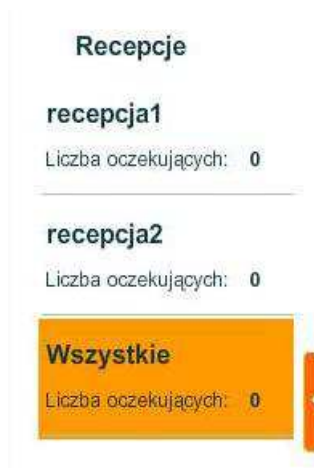 Recepcje
recepcja1
Liczba oczekujących: 0
recepcja2
Liczba oczekujących: 0
Wszystkie
Liczba oczekujących: 0